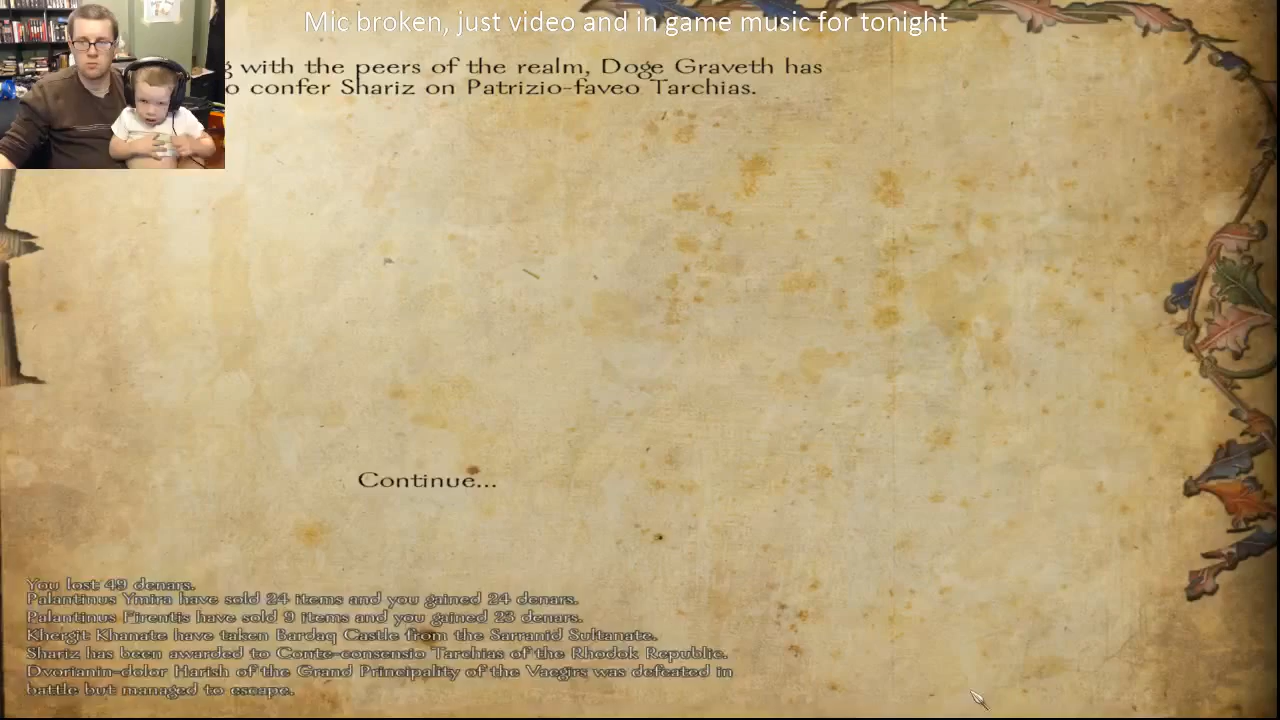 Mic broken, just video and in game music for tonight
with the peers of the realm, Doge Graveth has
o confer Shariz on Patrizio-faveo Tarchias.
Continue...
You lost 49 denars.
Palantinus Ymira have sold 24 items and you gained 24 denars.
Palantinus Firentis have sold 9 items and you gained 23 denars.
Khergit Khanate have taken Bardaq Castle from the Sarranid Sultanate.
Shariz has been awarded to Conte-consensio Tarchias of the Rhodok Republic.
Dvorianin-dolor Harish of the Grand Principality of the Vaegirs was defeated in
battle but managed to escape.